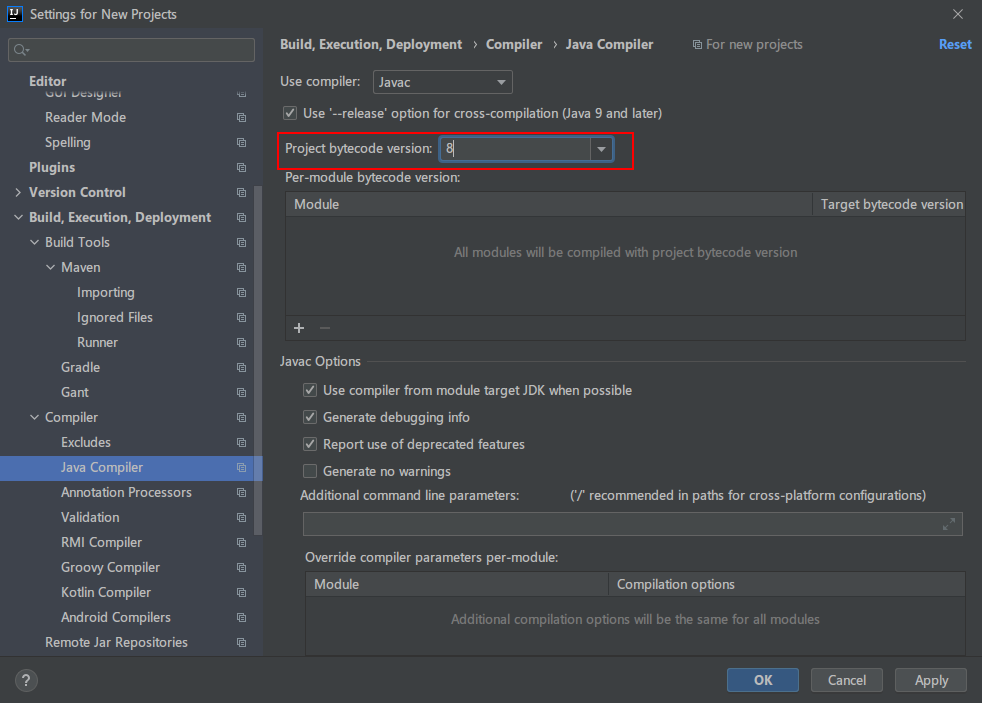 Settings for New Projects
Editor
GUI Designer
Reader Mode
Spelling
Plugins
Version Control
Build, Execution, Deployment
Build Tools
Maven
Importing
Ignored Files
Runner
Gradle
Gant
Compiler
Excludes
Java Compiler
Annotation Processors
Validation
RMI Compiler
Groovy Compiler
Kotlin Compiler
Android Compilers
Remote Jar Repositories
Build, Execution, Deployment › Compiler › Java Compiler For new projects Reset
Use compiler: Javac
Use '--release' option for cross-compilation (Java 9 and later)
Project bytecode version: 8
Per-module bytecode version:
Module Target bytecode version
All modules will be compiled with project bytecode version
Javac Options
Use compiler from module target JDK when possible
Generate debugging info
Report use of deprecated features
Generate no warnings
Additional command line parameters: ('/' recommended in paths for cross-platform configurations)
Override compiler parameters per-module:
Module Compilation options
Additional compilation options will be the same for all modules
? OK Cancel Apply